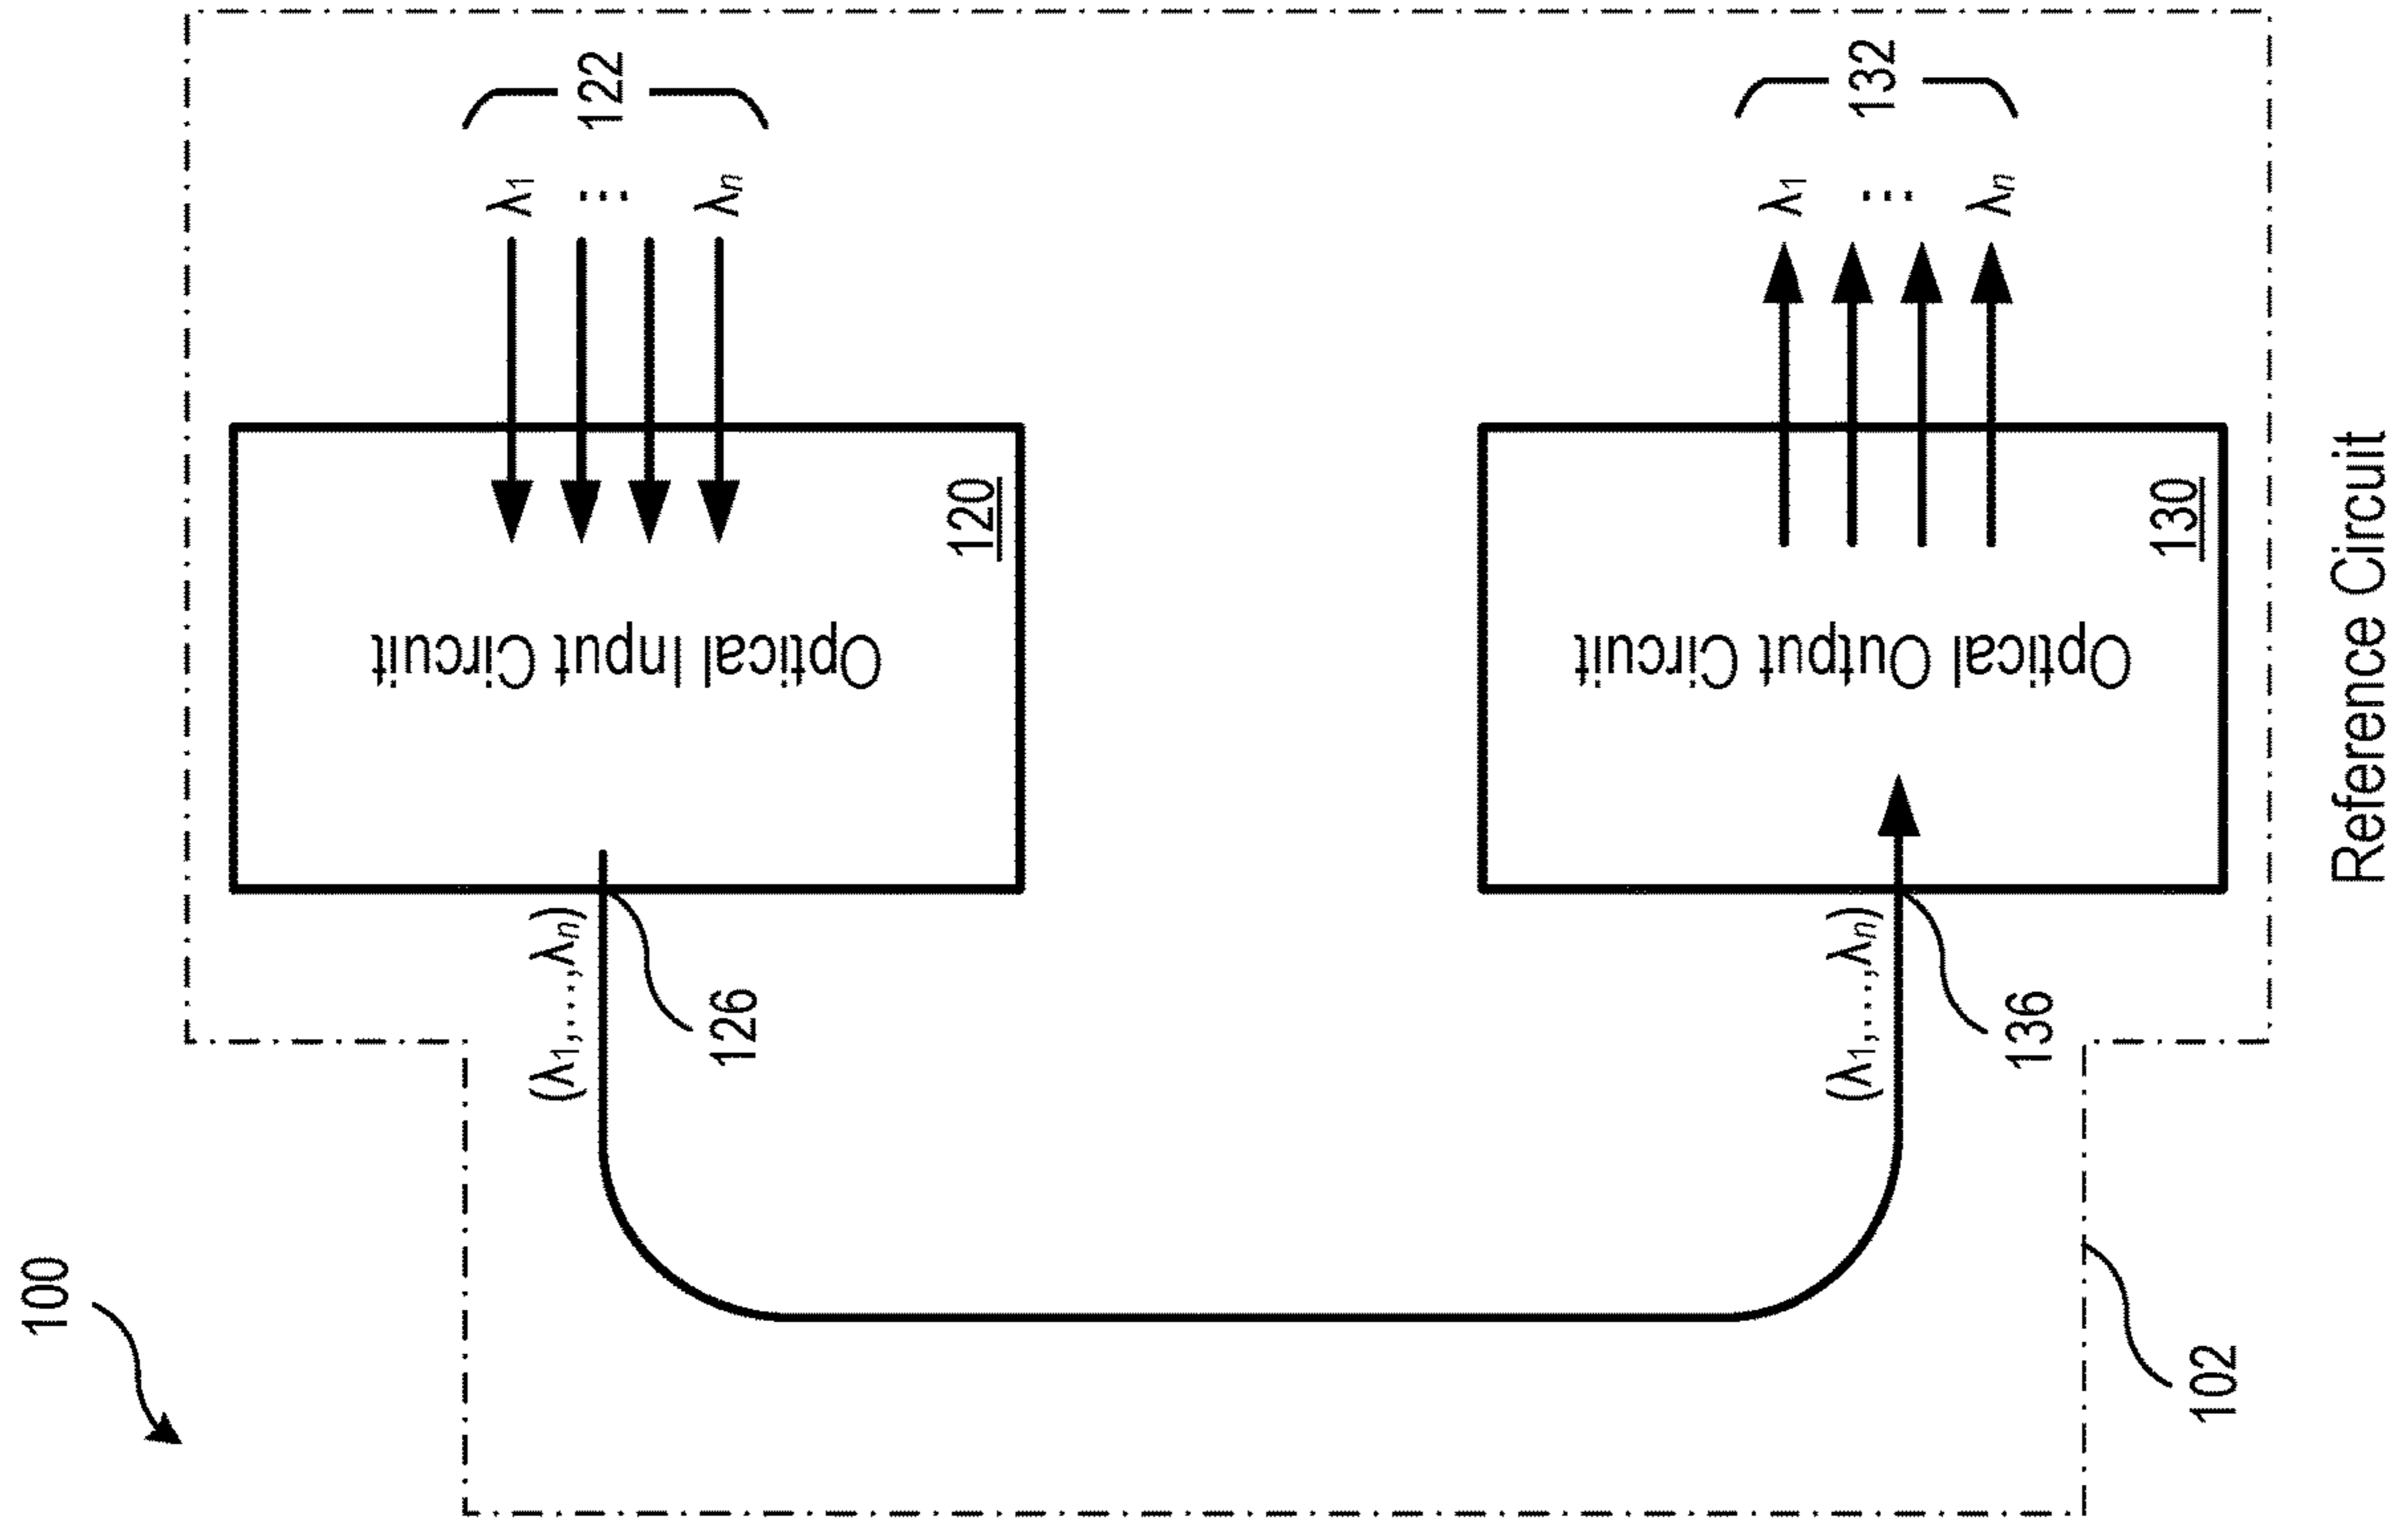 100
102
Reference Circuit
Optical Input Circuit
120
λ1
⋮
λn
122
126
(λ1,...,λn)
Optical Output Circuit
130
λ1
⋮
λn
132
136
(λ1,...,λn)